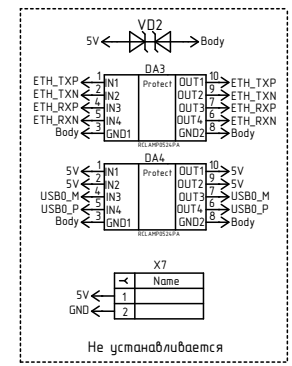 VD2
5V Body
DA3
ETH_TXP 1 IN1 Protect OUT1 10 ETH_TXP
ETH_TXN 2 IN2 OUT2 9 ETH_TXN
ETH_RXP 4 IN3 OUT3 7 ETH_RXP
ETH_RXN 5 IN4 OUT4 6 ETH_RXN
Body 3 GND1 GND2 8 Body
RCLAMP0524PA
DA4
5V 1 IN1 Protect OUT1 10 5V
5V 2 IN2 OUT2 9 5V
USB0_M 4 IN3 OUT3 7 USB0_M
USB0_P 5 IN4 OUT4 6 USB0_P
Body 3 GND1 GND2 8 Body
RCLAMP0524PA
X7
Name
5V 1
GND 2
Не устанавливается